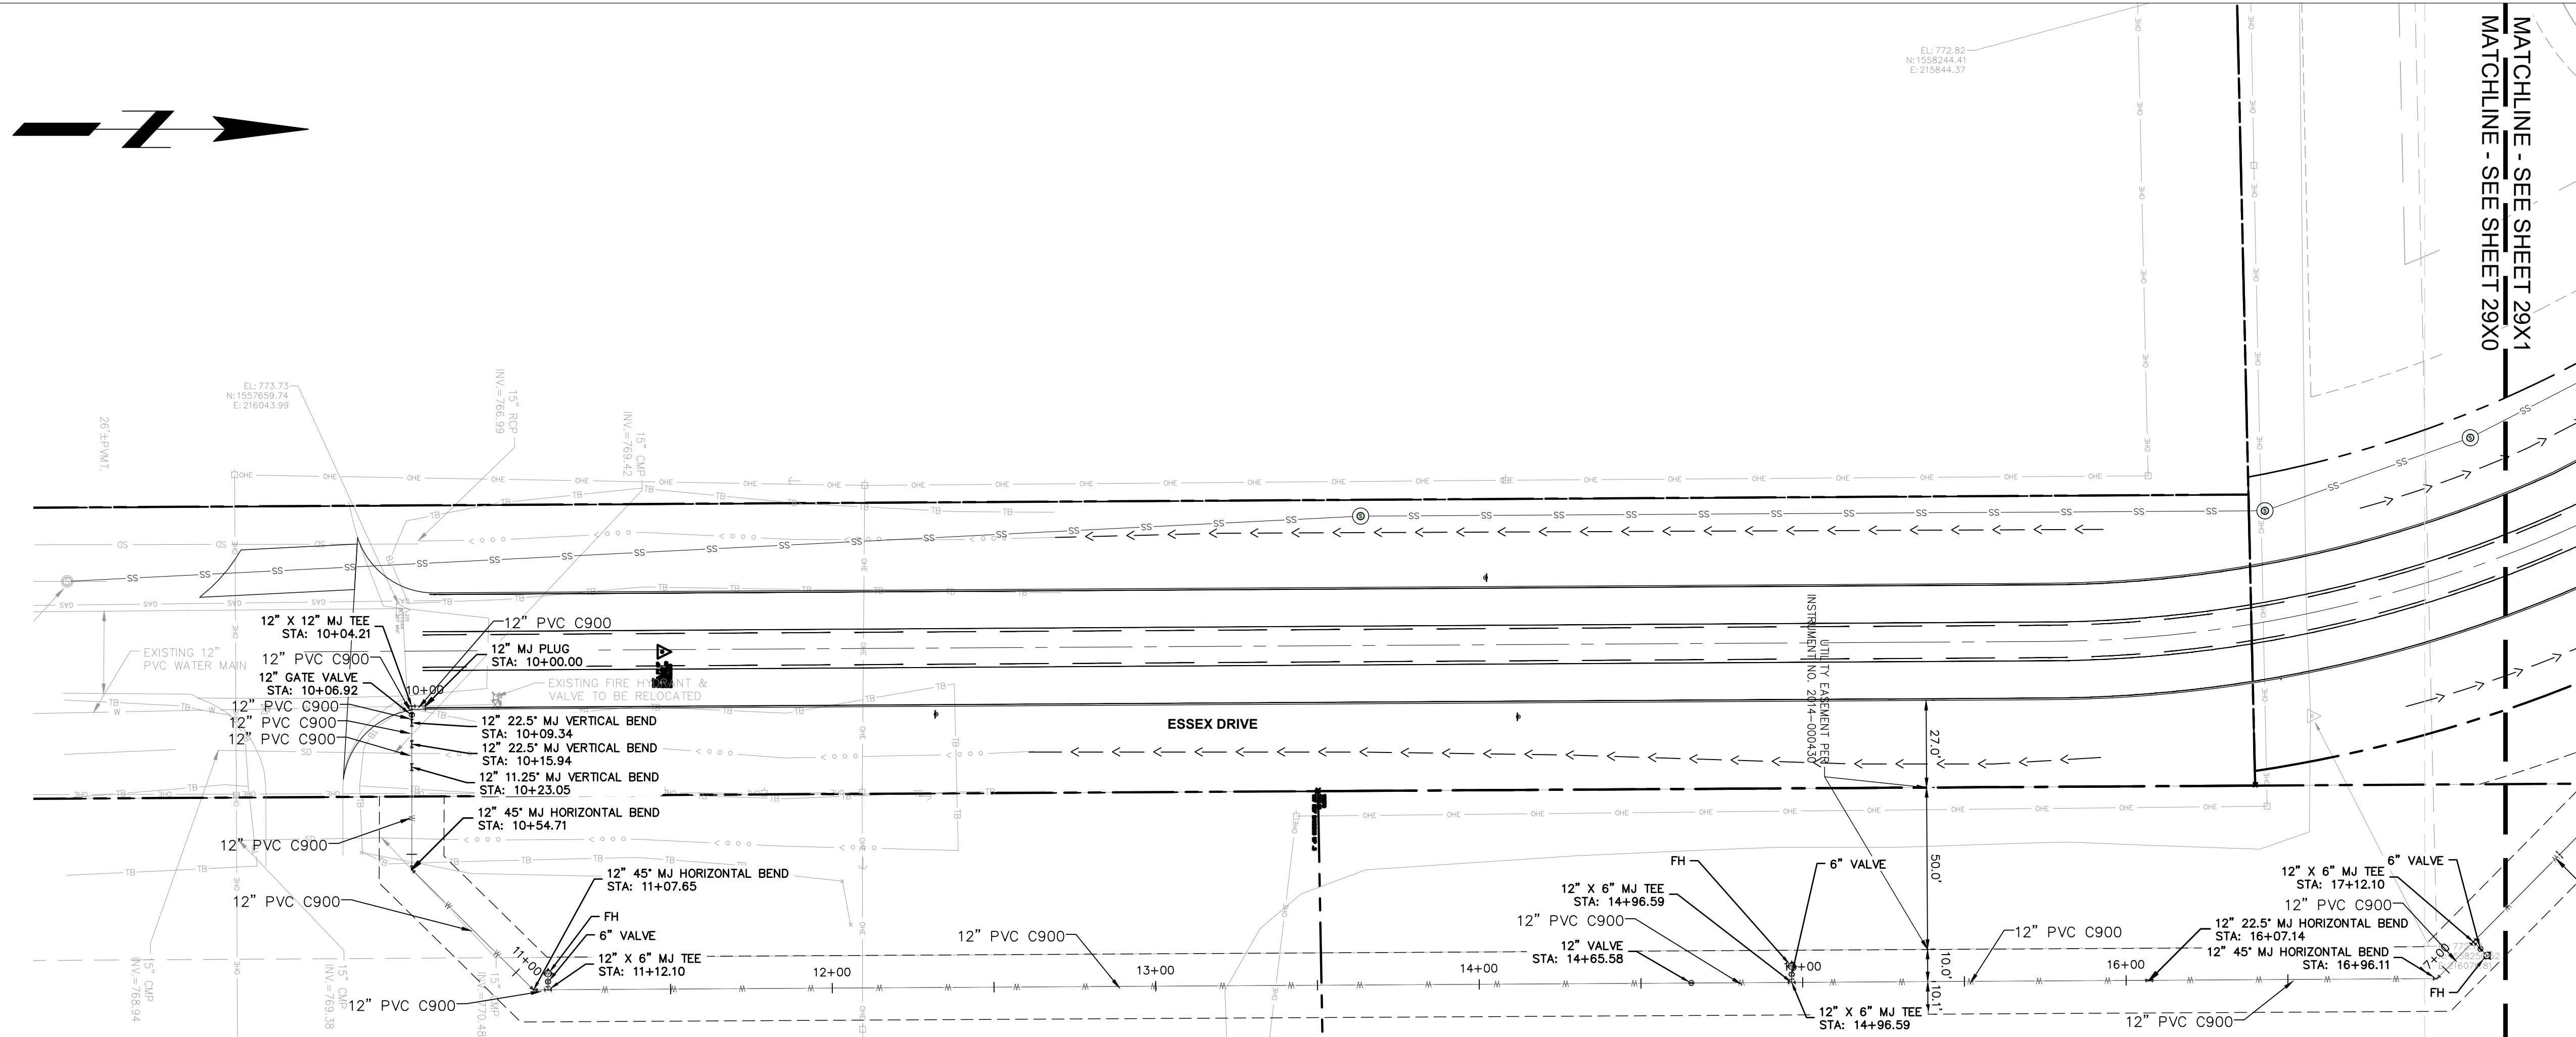 EL: 772.82
N: 1558244.41
E: 215844.37
MATCHLINE - SEE SHEET 29X1
MATCHLINE - SEE SHEET 29X0
Z
EL: 773.73
N: 1557659.74
E: 216043.99
26'±PVMT.
15" RCP
INV.=766.99
15" CMP
INV.=769.42
12" X 12" MJ TEE
STA: 10+04.21
12" PVC C900
12" MJ PLUG
STA: 10+00.00
EXISTING 12"
PVC WATER MAIN
12" PVC C900
12" GATE VALVE
STA: 10+06.92
10+00
EXISTING FIRE HYDRANT &
VALVE TO BE RELOCATED
12" PVC C900
12" PVC C900
12" PVC C900
12" 22.5° MJ VERTICAL BEND
STA: 10+09.34
12" 22.5° MJ VERTICAL BEND
STA: 10+15.94
12" 11.25° MJ VERTICAL BEND
STA: 10+23.05
12" 45° MJ HORIZONTAL BEND
STA: 10+54.71
12" PVC C900
ESSEX DRIVE
UTILITY EASEMENT PER
INSTRUMENT NO. 2014-000430
27.0'
50.0'
10.0'
10.1'
12" 45° MJ HORIZONTAL BEND
STA: 11+07.65
12" PVC C900
FH
6" VALVE
12" X 6" MJ TEE
STA: 11+12.10
11+00
12" PVC C900
15" CMP
INV.=768.94
15" CMP
INV.=769.38
15" CMP
INV.=770.48
12+00
12" PVC C900
13+00
14+00
FH
6" VALVE
12" X 6" MJ TEE
STA: 14+96.59
12" PVC C900
12" VALVE
STA: 14+65.58
12" X 6" MJ TEE
STA: 14+96.59
12" PVC C900
16+00
6" VALVE
12" X 6" MJ TEE
STA: 17+12.10
12" PVC C900
12" 22.5° MJ HORIZONTAL BEND
STA: 16+07.14
12" 45° MJ HORIZONTAL BEND
STA: 16+96.11
FH
12" PVC C900
OHE
SS
TB
SD
GAS
W